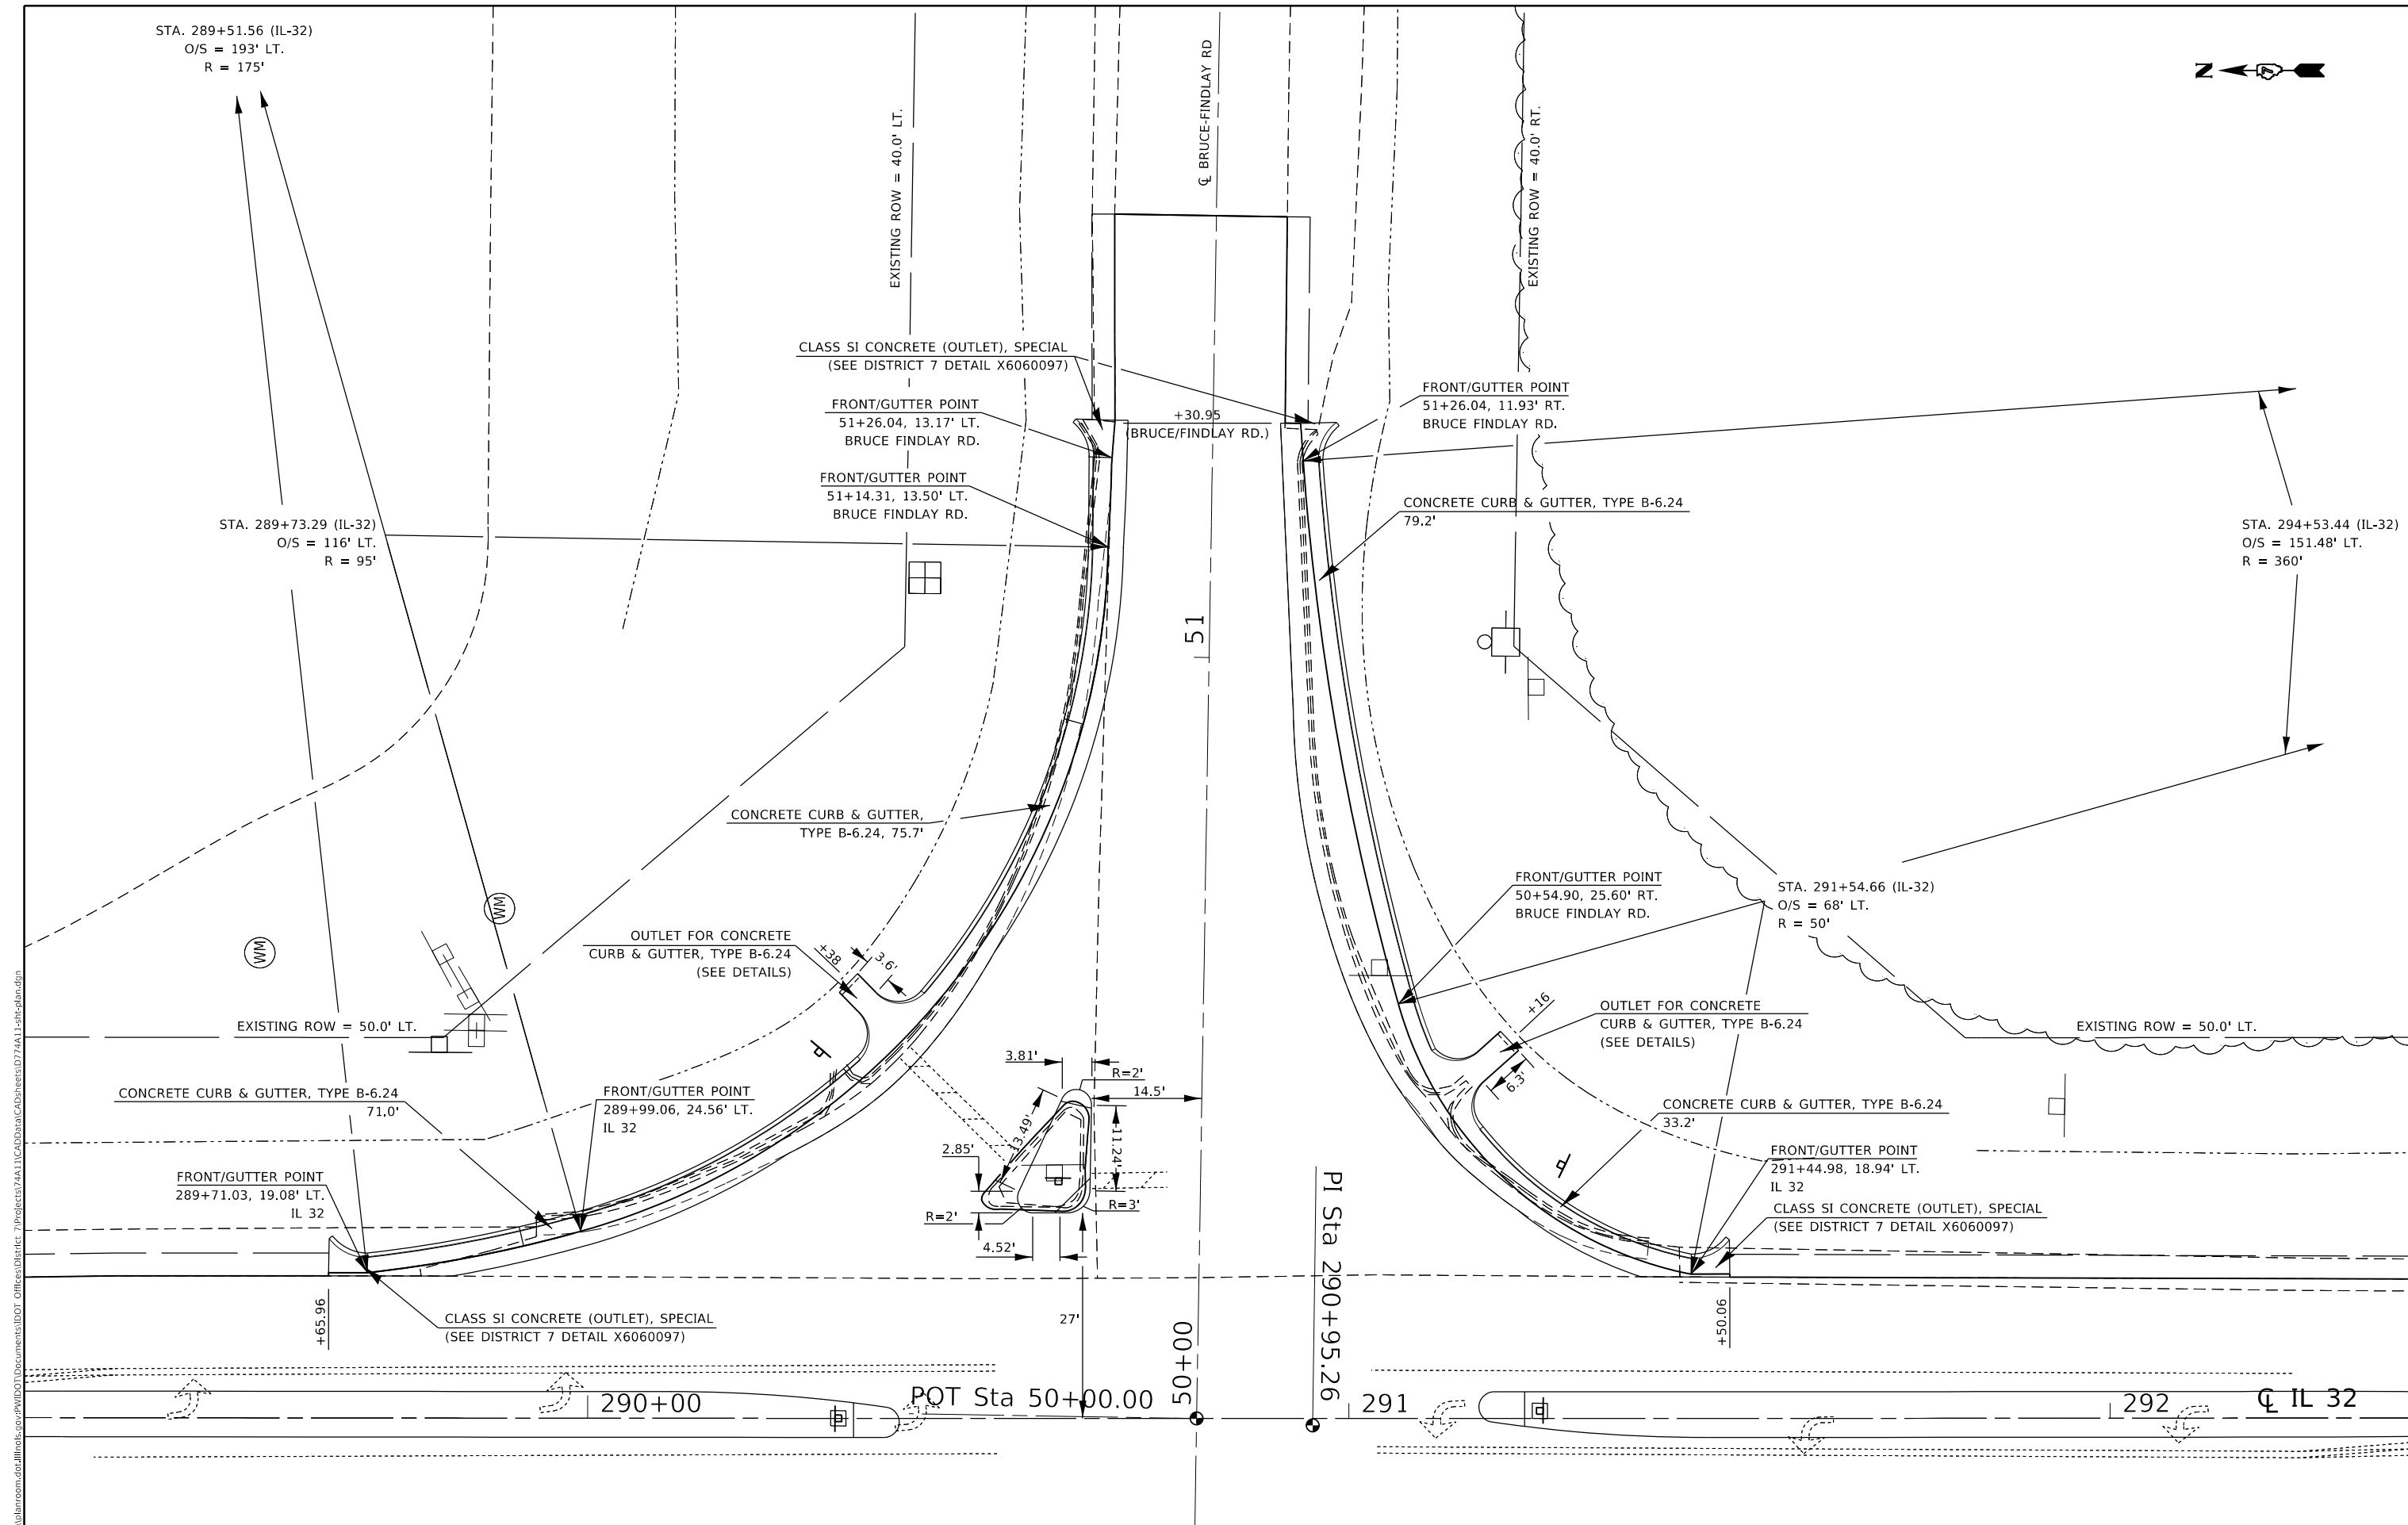 STA. 289+51.56 (IL-32)
O/S = 193' LT.
R = 175'
EXISTING ROW = 40.0' LT.
℄ BRUCE-FINDLAY RD
EXISTING ROW = 40.0' RT.
N
7
CLASS SI CONCRETE (OUTLET), SPECIAL
(SEE DISTRICT 7 DETAIL X6060097)
FRONT/GUTTER POINT
51+26.04, 13.17' LT.
BRUCE FINDLAY RD.
+30.95
(BRUCE/FINDLAY RD.)
FRONT/GUTTER POINT
51+26.04, 11.93' RT.
BRUCE FINDLAY RD.
FRONT/GUTTER POINT
51+14.31, 13.50' LT.
BRUCE FINDLAY RD.
CONCRETE CURB & GUTTER, TYPE B-6.24
79.2'
STA. 289+73.29 (IL-32)
O/S = 116' LT.
R = 95'
STA. 294+53.44 (IL-32)
O/S = 151.48' LT.
R = 360'
51
CONCRETE CURB & GUTTER,
TYPE B-6.24, 75.7'
FRONT/GUTTER POINT
50+54.90, 25.60' RT.
BRUCE FINDLAY RD.
STA. 291+54.66 (IL-32)
O/S = 68' LT.
R = 50'
WM
WM
OUTLET FOR CONCRETE
CURB & GUTTER, TYPE B-6.24
(SEE DETAILS)
+38
3.6'
+16
6.3'
OUTLET FOR CONCRETE
CURB & GUTTER, TYPE B-6.24
(SEE DETAILS)
EXISTING ROW = 50.0' LT.
EXISTING ROW = 50.0' LT.
CONCRETE CURB & GUTTER, TYPE B-6.24
71.0'
FRONT/GUTTER POINT
289+99.06, 24.56' LT.
IL 32
3.81'
R=2'
14.5'
13.49'
11.24'
2.85'
R=2'
R=3'
4.52'
CONCRETE CURB & GUTTER, TYPE B-6.24
33.2'
FRONT/GUTTER POINT
289+71.03, 19.08' LT.
IL 32
FRONT/GUTTER POINT
291+44.98, 18.94' LT.
IL 32
CLASS SI CONCRETE (OUTLET), SPECIAL
(SEE DISTRICT 7 DETAIL X6060097)
+65.96
CLASS SI CONCRETE (OUTLET), SPECIAL
(SEE DISTRICT 7 DETAIL X6060097)
27'
50+00
PI Sta 290+95.26
+50.06
290+00
POT Sta 50+00.00
291
292
℄ IL 32